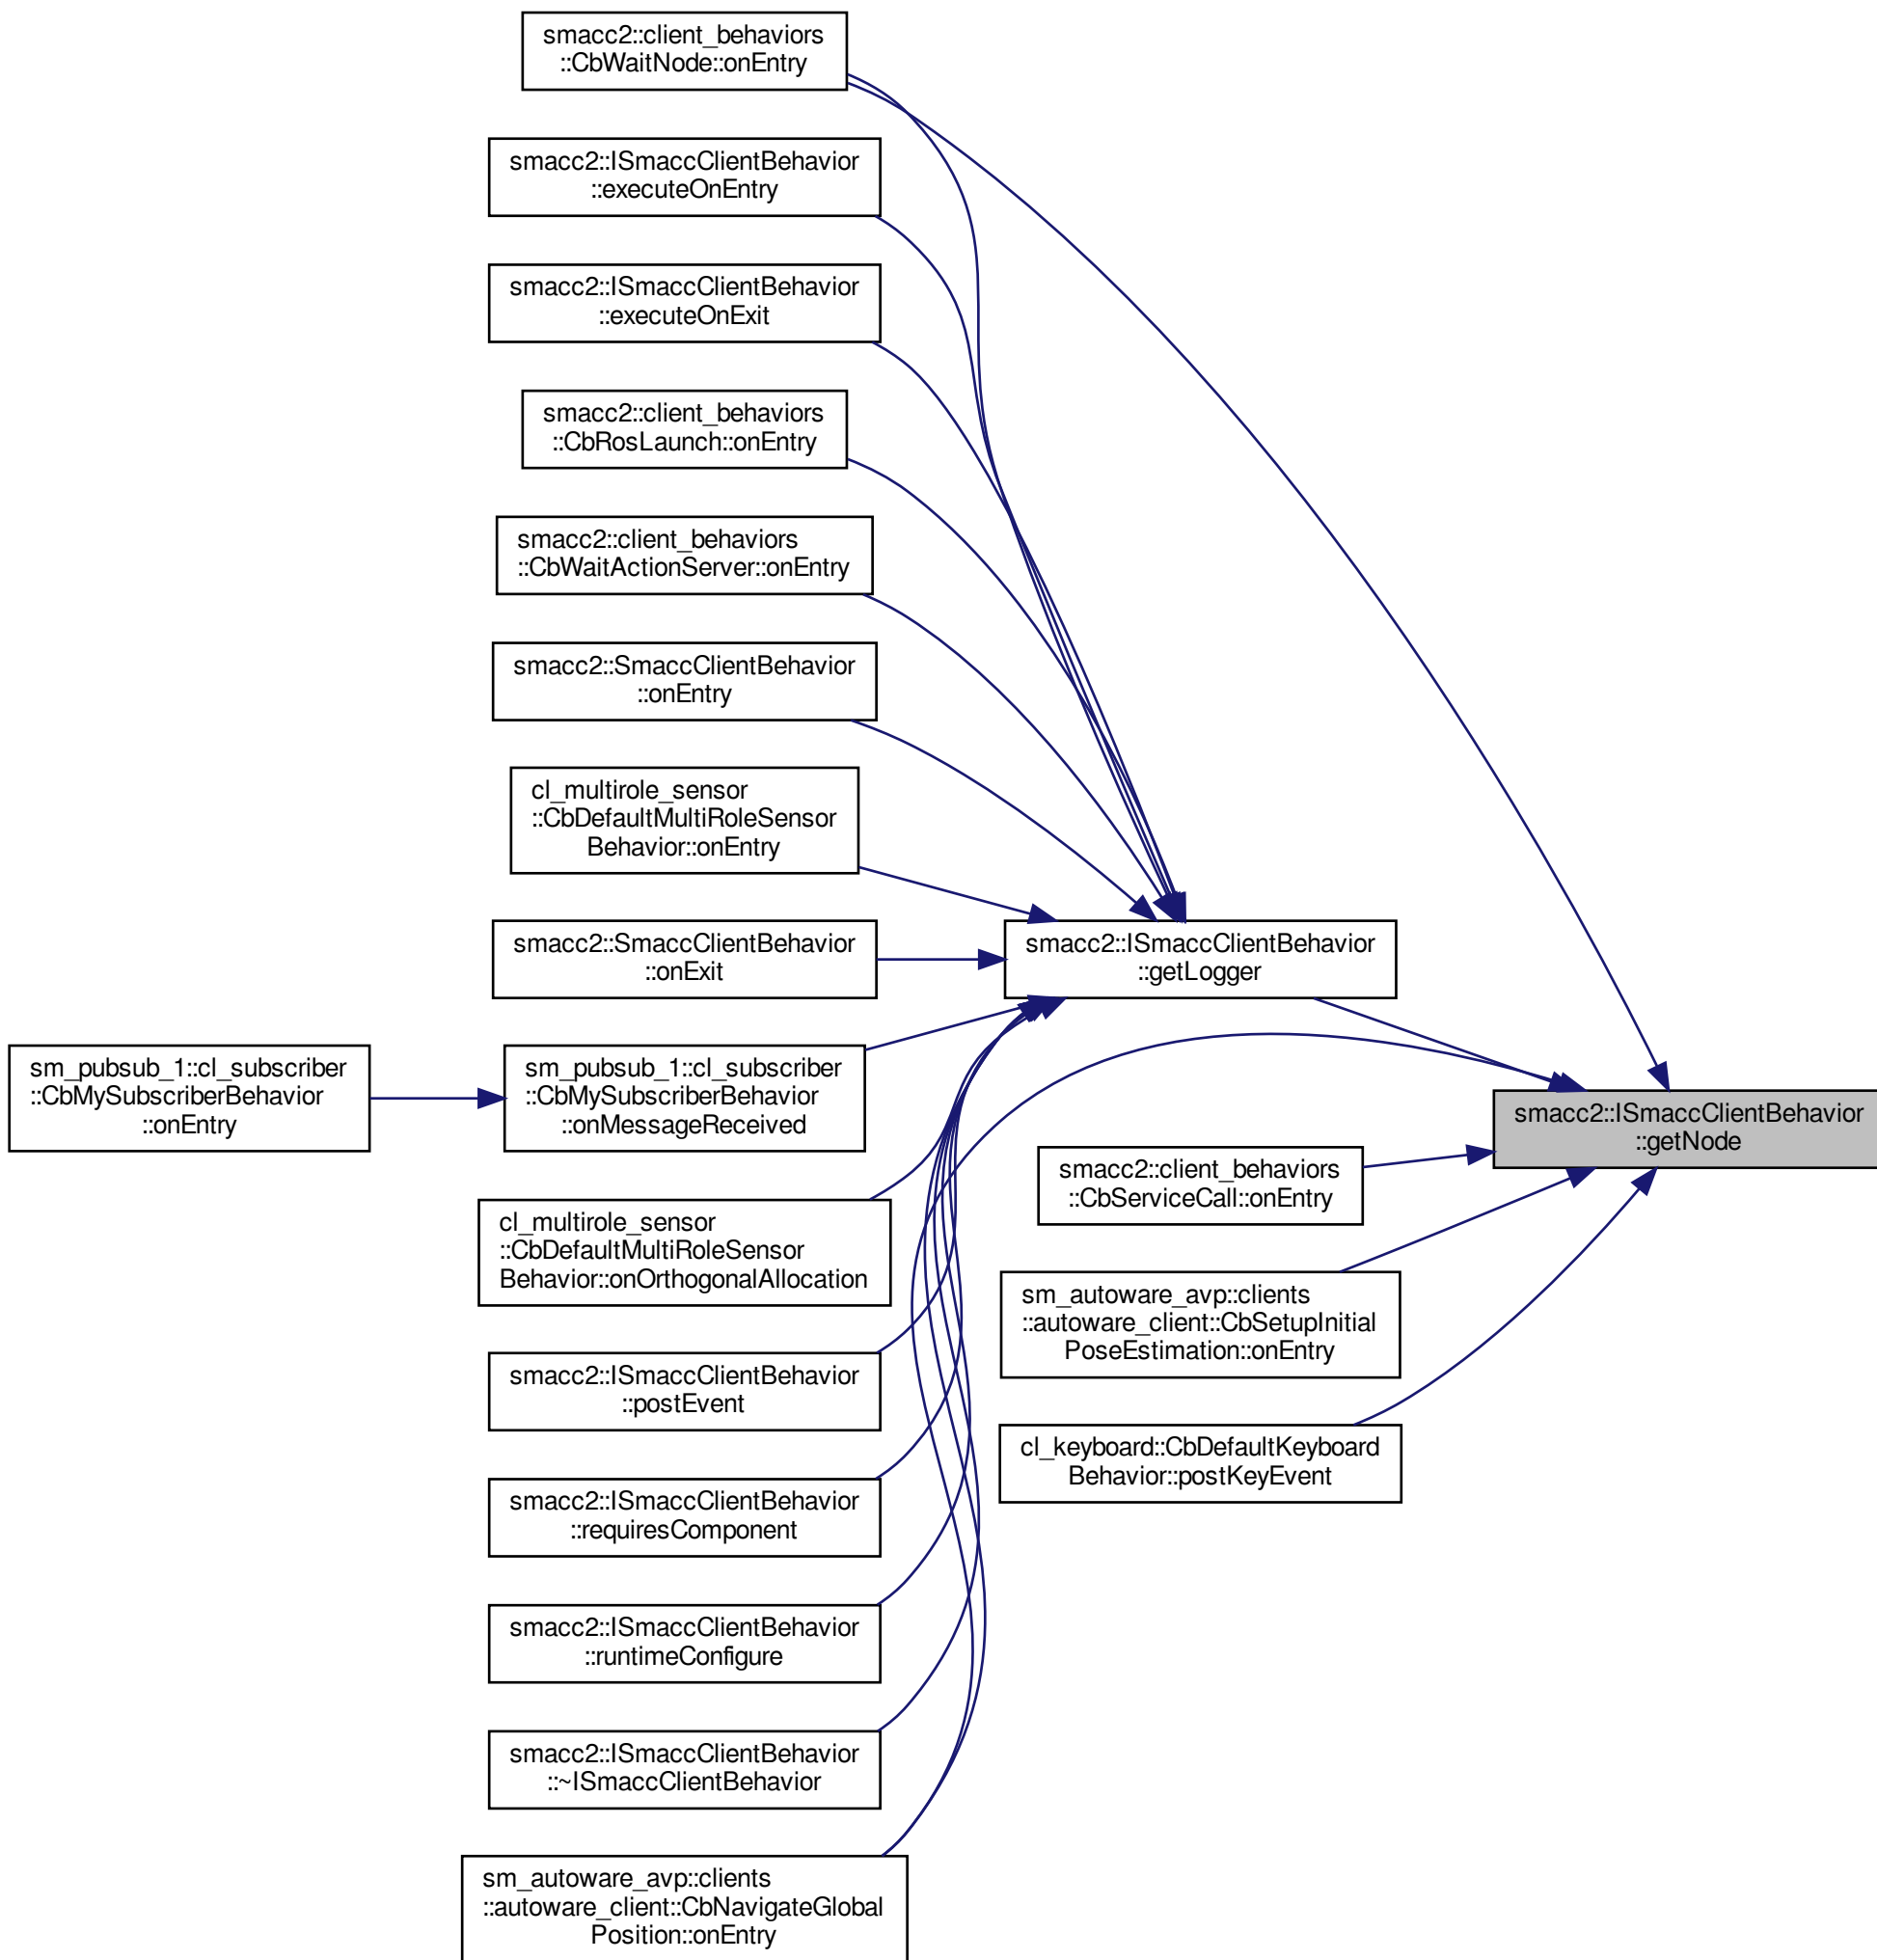 smacc2::client_behaviors
::CbWaitNode::onEntry
smacc2::ISmaccClientBehavior
::executeOnEntry
smacc2::ISmaccClientBehavior
::executeOnExit
smacc2::client_behaviors
::CbRosLaunch::onEntry
smacc2::client_behaviors
::CbWaitActionServer::onEntry
smacc2::SmaccClientBehavior
::onEntry
cl_multirole_sensor
::CbDefaultMultiRoleSensor
Behavior::onEntry
smacc2::SmaccClientBehavior
::onExit
smacc2::ISmaccClientBehavior
::getLogger
sm_pubsub_1::cl_subscriber
::CbMySubscriberBehavior
::onEntry
sm_pubsub_1::cl_subscriber
::CbMySubscriberBehavior
::onMessageReceived
smacc2::ISmaccClientBehavior
::getNode
smacc2::client_behaviors
::CbServiceCall::onEntry
cl_multirole_sensor
::CbDefaultMultiRoleSensor
Behavior::onOrthogonalAllocation
sm_autoware_avp::clients
::autoware_client::CbSetupInitial
PoseEstimation::onEntry
smacc2::ISmaccClientBehavior
::postEvent
cl_keyboard::CbDefaultKeyboard
Behavior::postKeyEvent
smacc2::ISmaccClientBehavior
::requiresComponent
smacc2::ISmaccClientBehavior
::runtimeConfigure
smacc2::ISmaccClientBehavior
::~ISmaccClientBehavior
sm_autoware_avp::clients
::autoware_client::CbNavigateGlobal
Position::onEntry